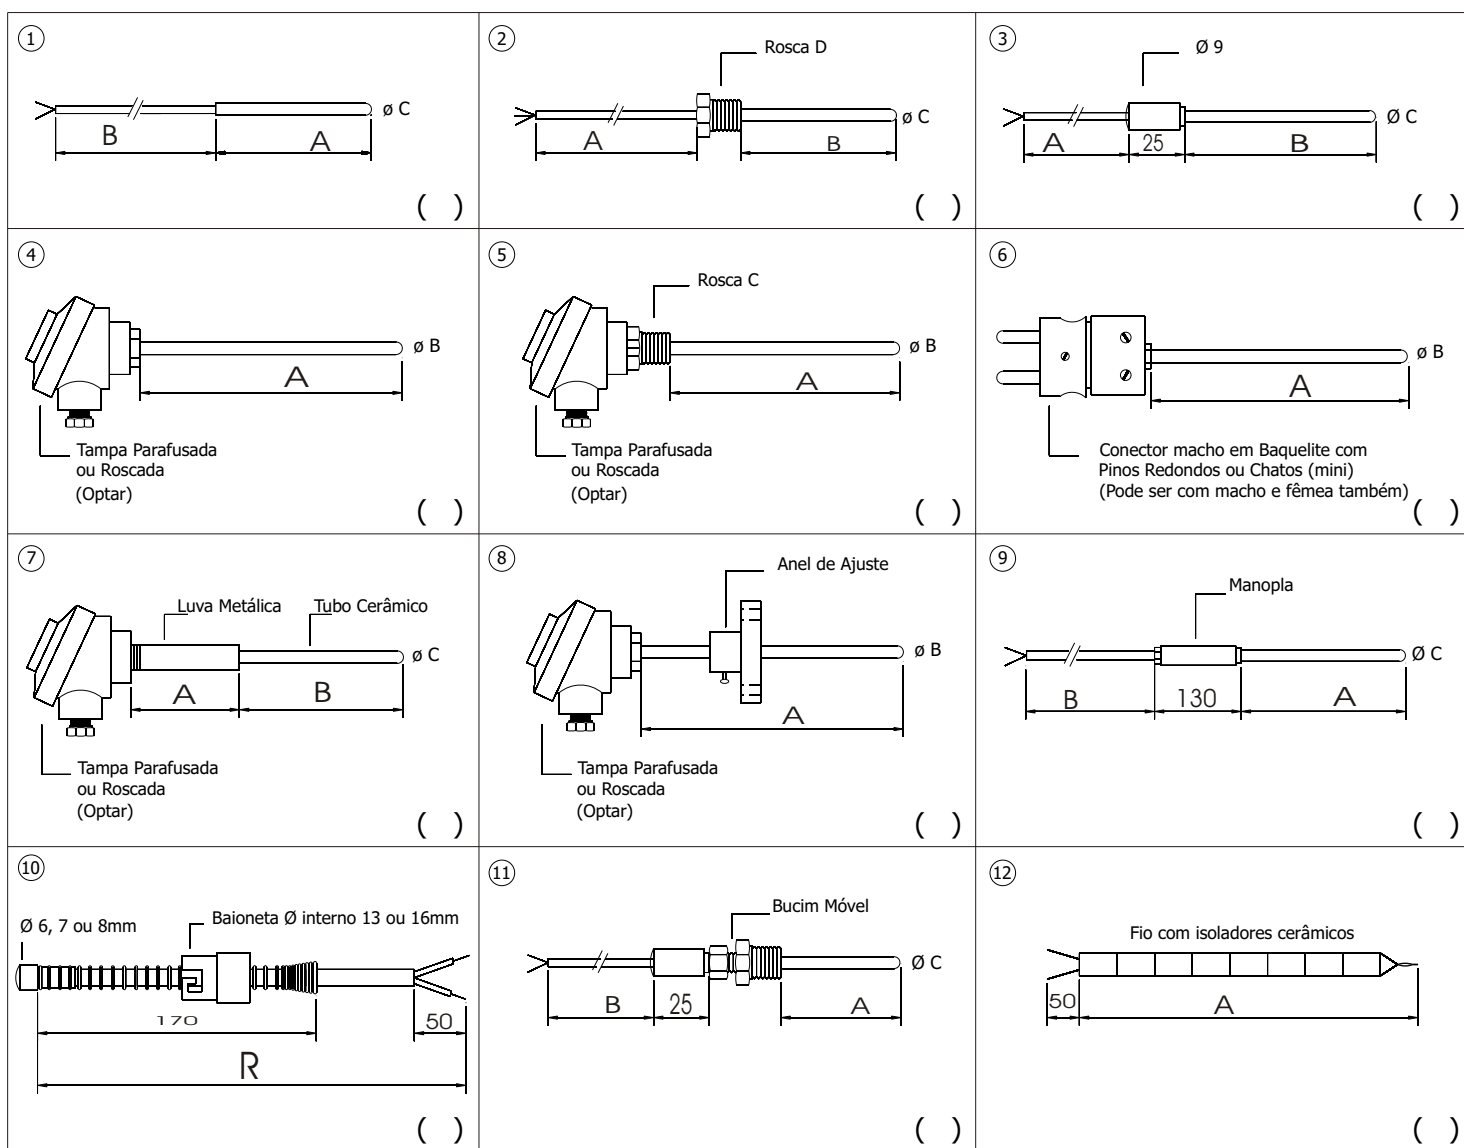 1
ø C
B
A
( )
2
Rosca D
ø C
A
B
( )
3
Ø 9
Ø C
A
25
B
( )
4
ø B
A
Tampa Parafusada
ou Roscada
(Optar)
( )
5
Rosca C
ø B
A
Tampa Parafusada
ou Roscada
(Optar)
( )
6
ø B
A
Conector macho em Baquelite com
Pinos Redondos ou Chatos (mini)
(Pode ser com macho e fêmea também)
( )
7
Luva Metálica
Tubo Cerâmico
ø C
A
B
Tampa Parafusada
ou Roscada
(Optar)
( )
8
Anel de Ajuste
ø B
A
Tampa Parafusada
ou Roscada
(Optar)
( )
9
Manopla
Ø C
B
130
A
( )
10
Ø 6, 7 ou 8mm
Baioneta Ø interno 13 ou 16mm
170
50
R
( )
11
Bucim Móvel
Ø C
B
25
A
( )
12
Fio com isoladores cerâmicos
50
A
( )